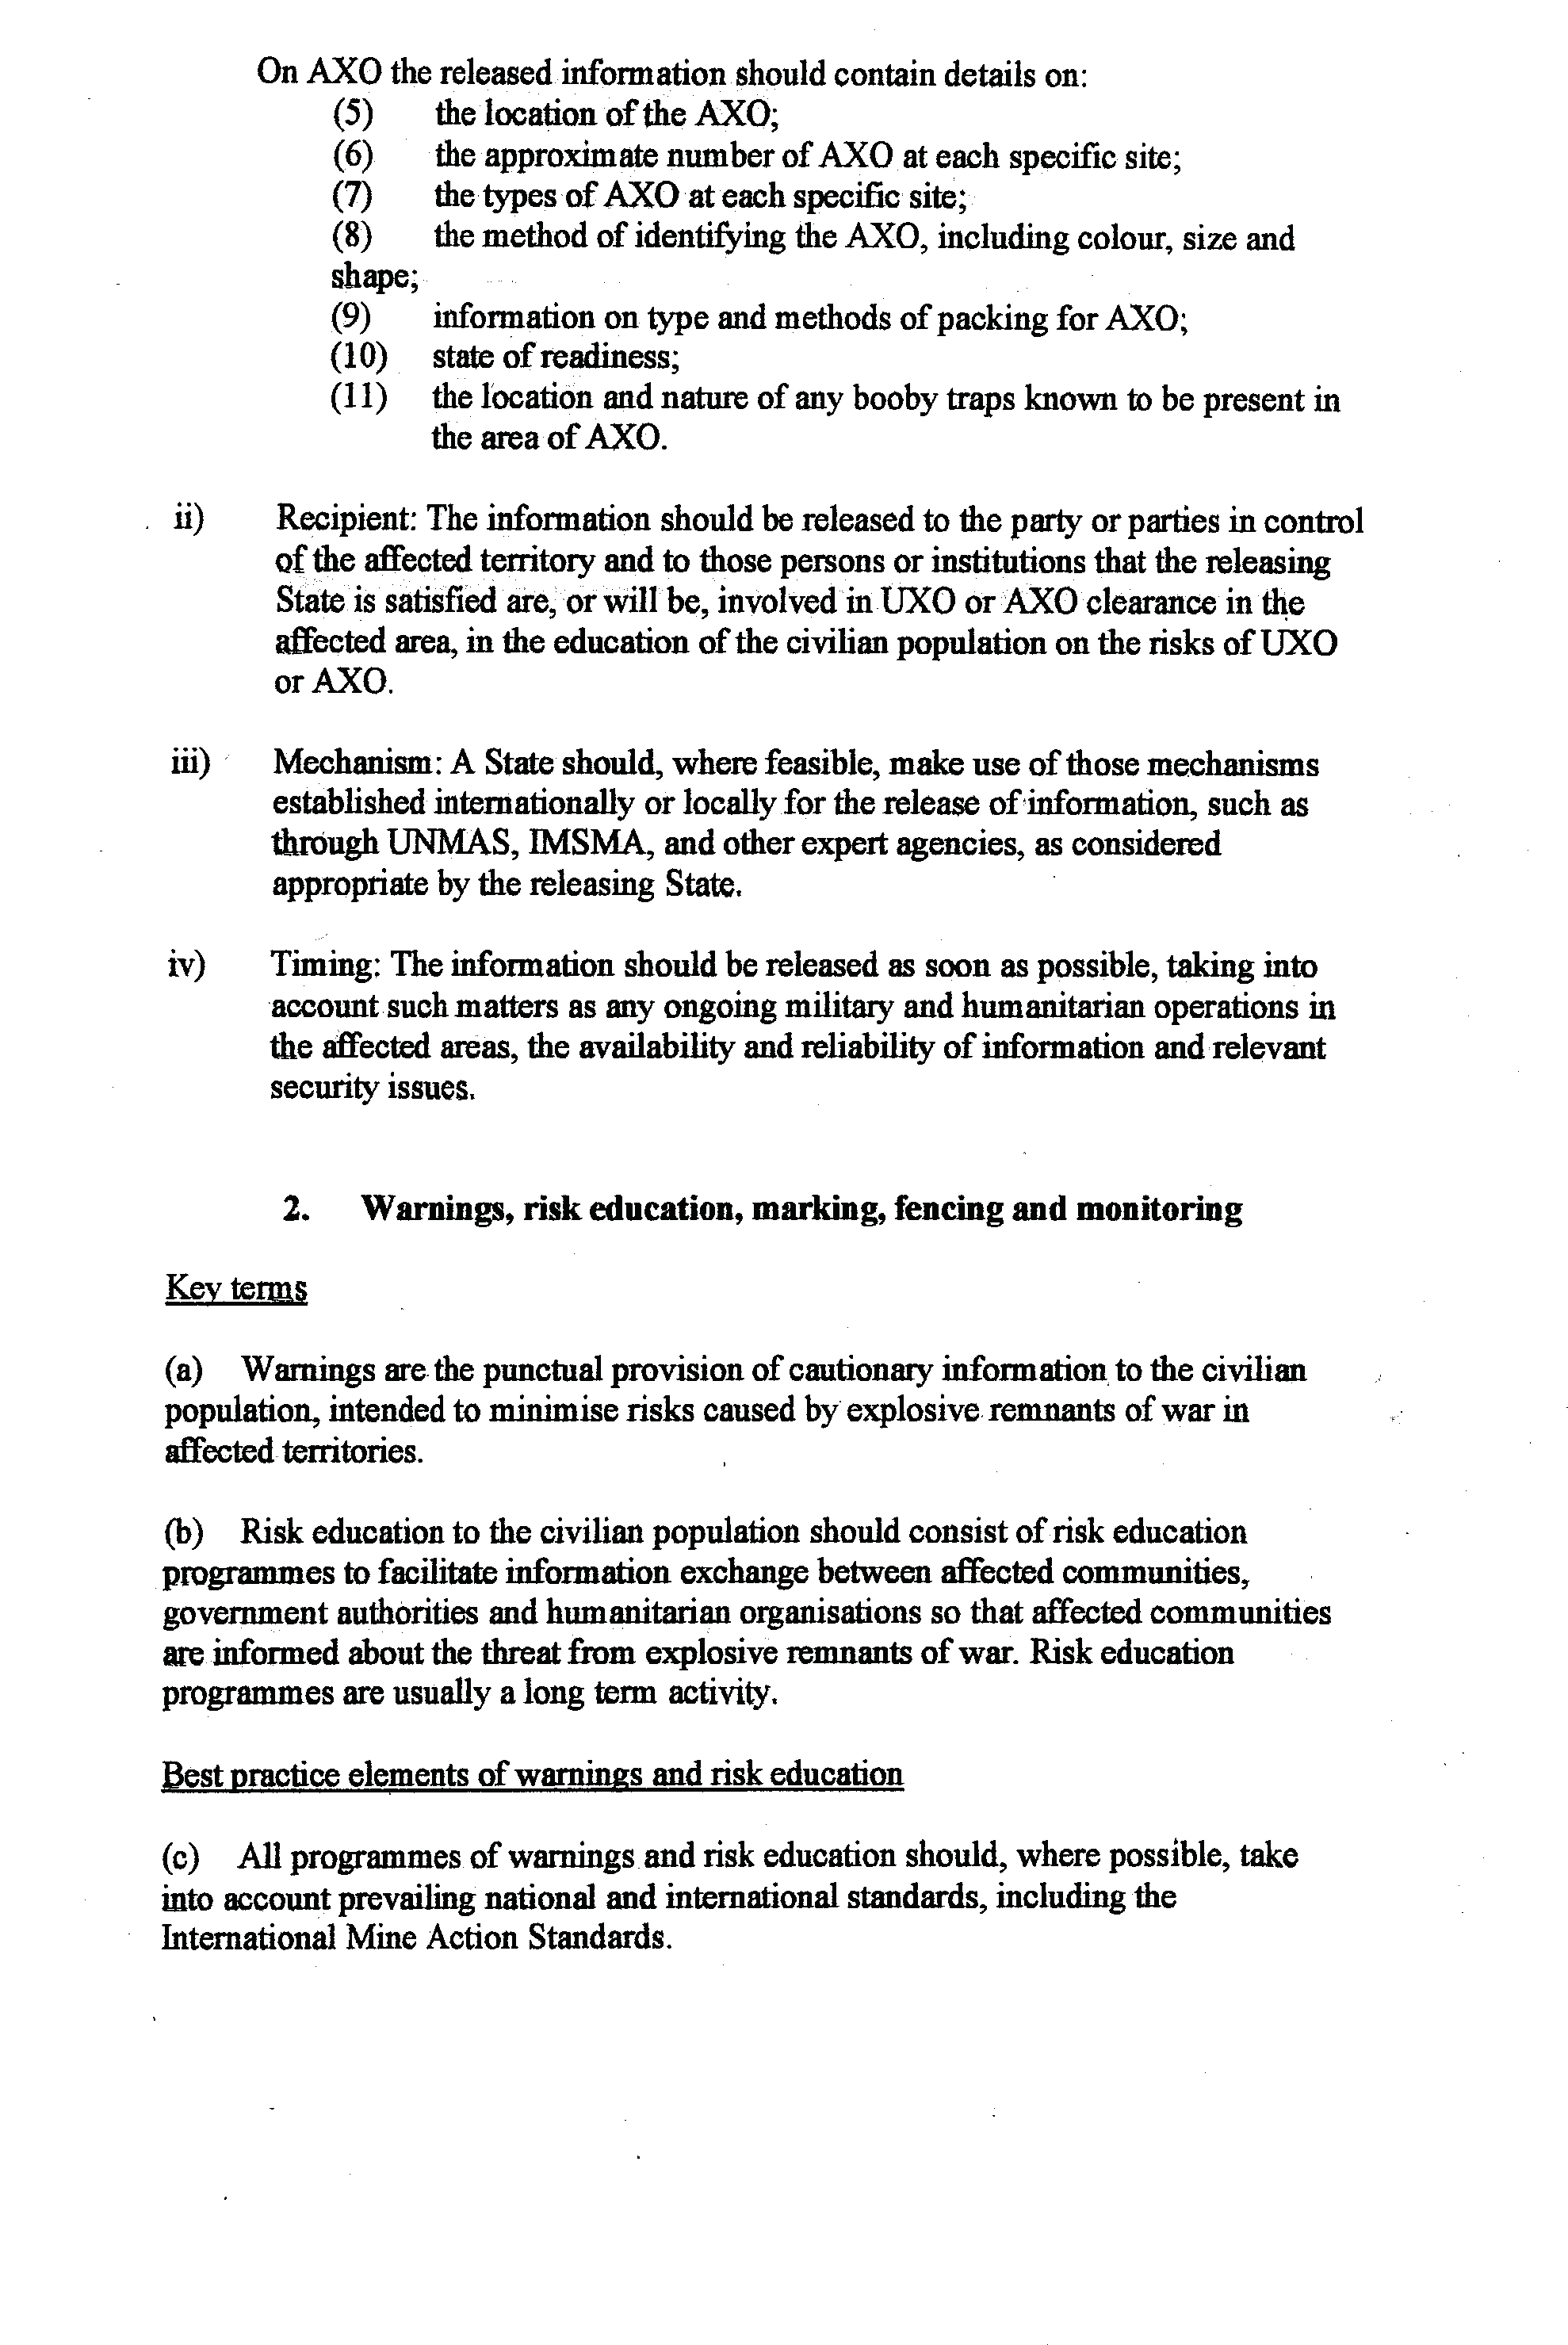 On AXO the released information should contain details on:
(5) the location of the AXO;
(6) the approximate number of AXO at each specific site;
(7) the types of AXO at each specific site;
(8) the method of identifying the AXO, including colour, size and
shape;
(9) information on type and methods of packing for AXO;
(10) state of readiness;
(11) the location and nature of any booby traps known to be present in
the area of AXO.
ii) Recipient: The information should be released to the party or parties in control
of the affected territory and to those persons or institutions that the releasing
State is satisfied are, or will be, involved in UXO or AXO clearance in the
affected area, in the education of the civilian population on the risks of UXO
or AXO.
iii) Mechanism: A State should, where feasible, make use of those mechanisms
established internationally or locally for the release of information, such as
through UNMAS, IMSMA, and other expert agencies, as considered
appropriate by the releasing State.
iv) Timing: The information should be released as soon as possible, taking into
account such matters as any ongoing military and humanitarian operations in
the affected areas, the availability and reliability of information and relevant
security issues.
2. Warnings, risk education, marking, fencing and monitoring
Key terms
(a) Warnings are the punctual provision of cautionary information to the civilian
population, intended to minimise risks caused by explosive remnants of war in
affected territories.
(b) Risk education to the civilian population should consist of risk education
programmes to facilitate information exchange between affected communities,
government authorities and humanitarian organisations so that affected communities
are informed about the threat from explosive remnants of war. Risk education
programmes are usually a long term activity.
Best practice elements of warnings and risk education
(c) All programmes of warnings and risk education should, where possible, take
into account prevailing national and international standards, including the
International Mine Action Standards.